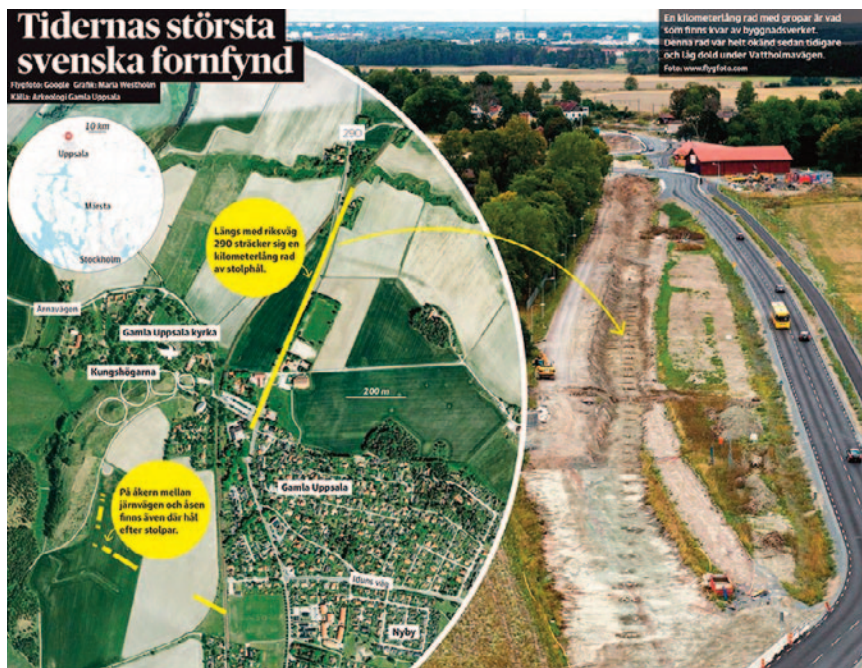 Tidernas största
svenska fornfynd
Flygfoto: Google Grafik: Maria Westholm
Källa: Arkeologi Gamla Uppsala
En kilometerlång rad med gropar är vad
som finns kvar av byggnadsverket.
Denna rad var helt okänd sedan tidigare
och låg dold under Vattholmavägen.
Foto: www.flygfoto.com
10 km
Uppsala
Märsta
Stockholm
290
Längs med riksväg
290 sträcker sig en
kilometerlång rad
av stolphål.
Ärnavägen
Gamla Uppsala kyrka
Kungshögarna
200 m
På åkern mellan
järnvägen och åsen
finns även där hål
efter stolpar.
Gamla Uppsala
Iduns väg
Nyby